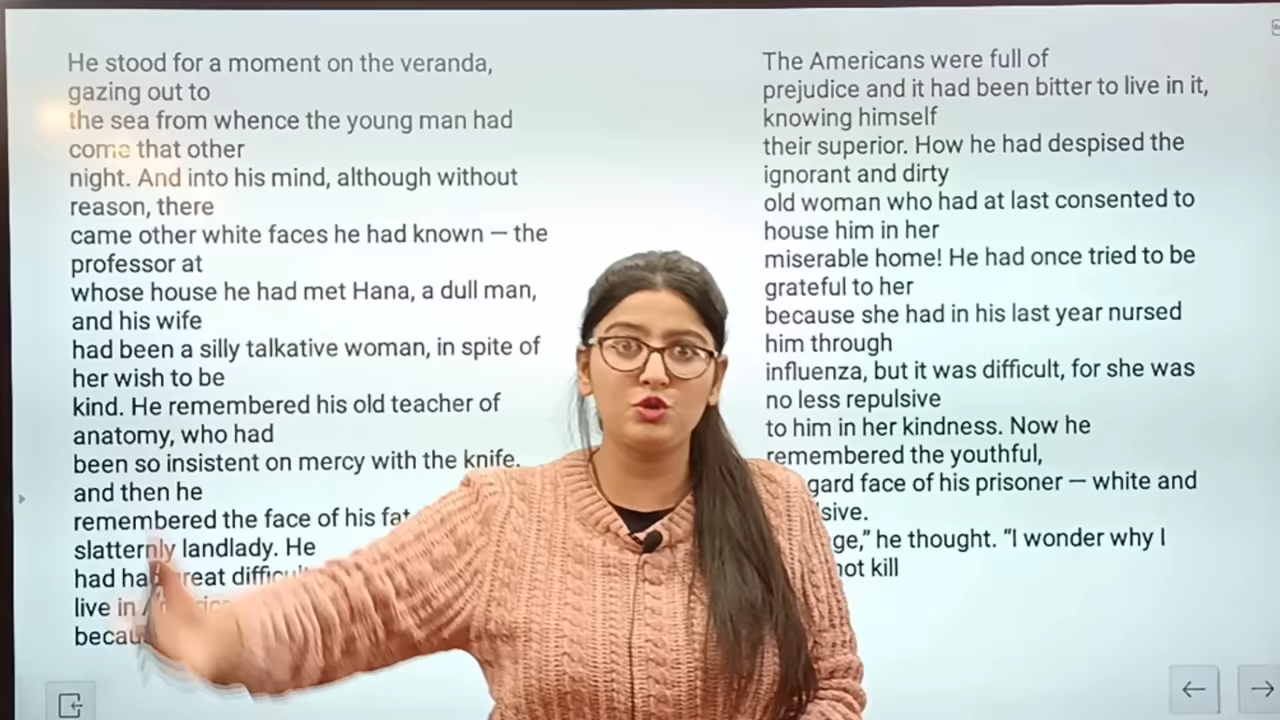 He stood for a moment on the veranda,
gazing out to
the sea from whence the young man had
come that other
night. And into his mind, although without
reason, there
came other white faces he had known — the
professor at
whose house he had met Hana, a dull man,
and his wife
had been a silly talkative woman, in spite of
her wish to be
kind. He remembered his old teacher of
anatomy, who had
been so insistent on mercy with the knife,
and then he
remembered the face of his
slatternly landlady. He
had had
live in
The Americans were full of
prejudice and it had been bitter to live in it,
knowing himself
their superior. How he had despised the
ignorant and dirty
old woman who had at last consented to
house him in her
miserable home! He had once tried to be
grateful to her
because she had in his last year nursed
him through
influenza, but it was difficult, for she was
no less repulsive
to him in her kindness. Now he
remembered the youthful,
face of his prisoner — white and
he thought. “I wonder why I
kill